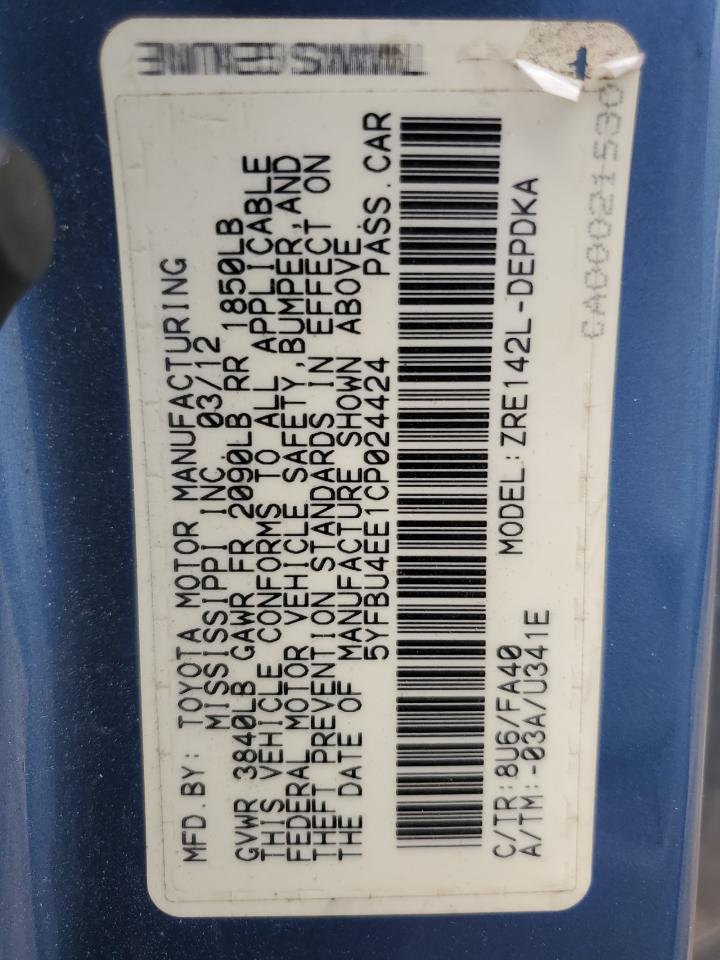 MFD.BY: TOYOTA MOTOR MANUFACTURING
MISSISSIPPI INC. 03/12
GVWR 3840LB GAWR FR 2090LB RR 1850LB
THIS VEHICLE CONFORMS TO ALL APPLICABLE
FEDERAL MOTOR VEHICLE SAFETY,BUMPER,AND
THEFT PREVENTION STANDARDS IN EFFECT ON
THE DATE OF MANUFACTURE SHOWN ABOVE.
5YFBU4EE1CP024424 PASS.CAR
C/TR:8U6/FA40 MODEL:ZRE142L-DEPDKA
A/TM:-03A/U341E